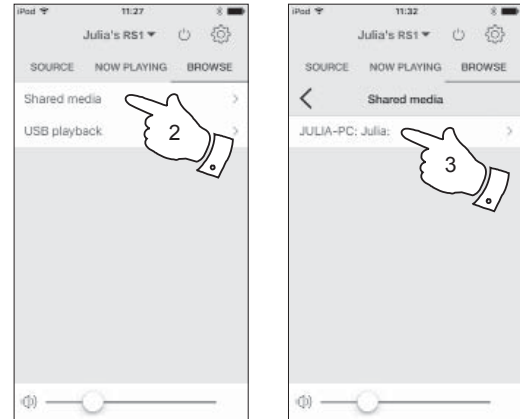 iPod 11:27
Julia's RS1
SOURCE NOW PLAYING BROWSE
Shared media
USB playback
2
iPod 11:32
Julia's RS1
SOURCE NOW PLAYING BROWSE
Shared media
JULIA-PC: Julia:
3